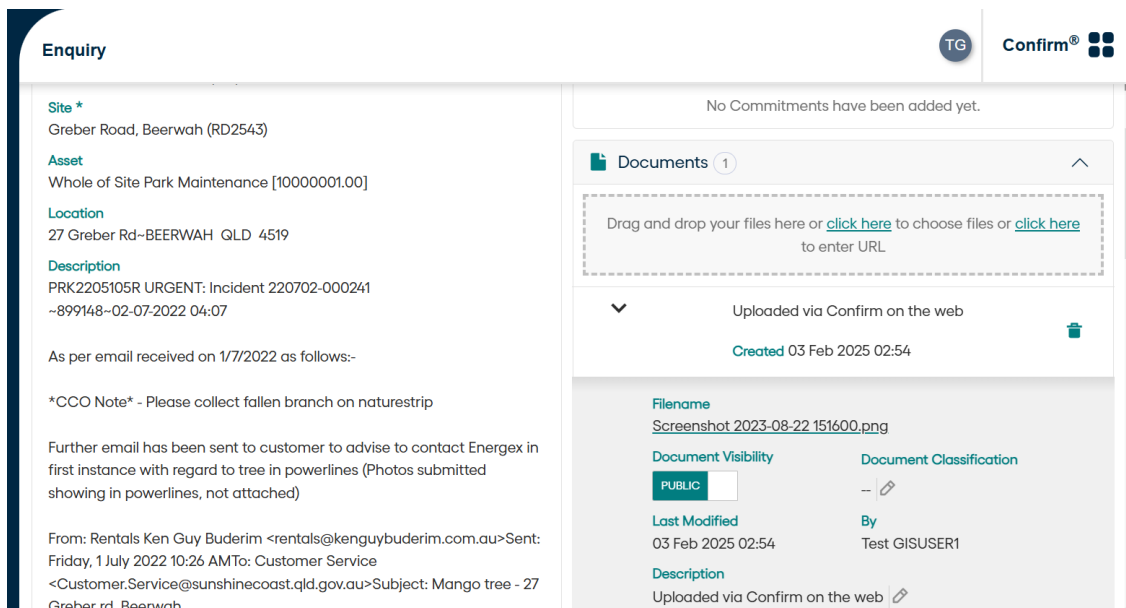 Enquiry
TG
Confirm®
Site *
Greber Road, Beerwah (RD2543)
Asset
Whole of Site Park Maintenance [10000001.00]
Location
27 Greber Rd~BEERWAH QLD 4519
Description
PRK2205105R URGENT: Incident 220702-000241
~899148~02-07-2022 04:07
As per email received on 1/7/2022 as follows:-
*CCO Note* - Please collect fallen branch on naturestrip
Further email has been sent to customer to advise to contact Energex in
first instance with regard to tree in powerlines (Photos submitted
showing in powerlines, not attached)
From: Rentals Ken Guy Buderim <rentals@kenguybuderim.com.au>Sent:
Friday, 1 July 2022 10:26 AMTo: Customer Service
<Customer.Service@sunshinecoast.qld.gov.au>Subject: Mango tree - 27
Greber rd, Beerwah
No Commitments have been added yet.
Documents 1
Drag and drop your files here or click here to choose files or click here
to enter URL
Uploaded via Confirm on the web
Created 03 Feb 2025 02:54
Filename
Screenshot 2023-08-22 151600.png
Document Visibility
PUBLIC
Document Classification
--
Last Modified
03 Feb 2025 02:54
By
Test GISUSER1
Description
Uploaded via Confirm on the web